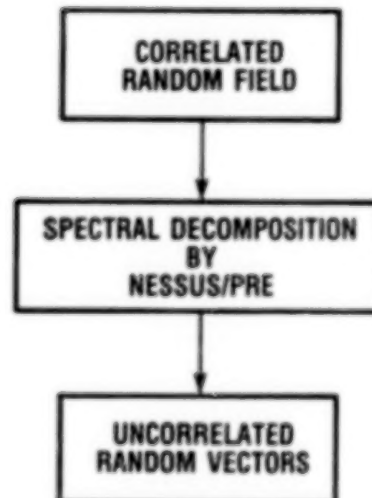 CORRELATED
RANDOM FIELD
SPECTRAL DECOMPOSITION
BY
NESSUS/PRE
UNCORRELATED
RANDOM VECTORS